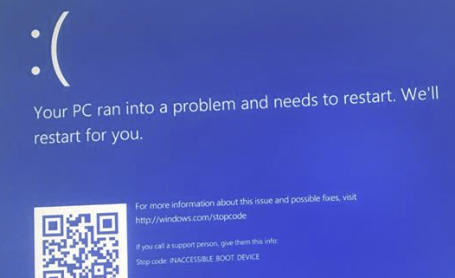 :(
Your PC ran into a problem and needs to restart. We'll
restart for you.
For more information about this issue and possible fixes, visit
http://windows.com/stopcode
If you call a support person, give them this info:
Stop code: INACCESSIBLE BOOT DEVICE